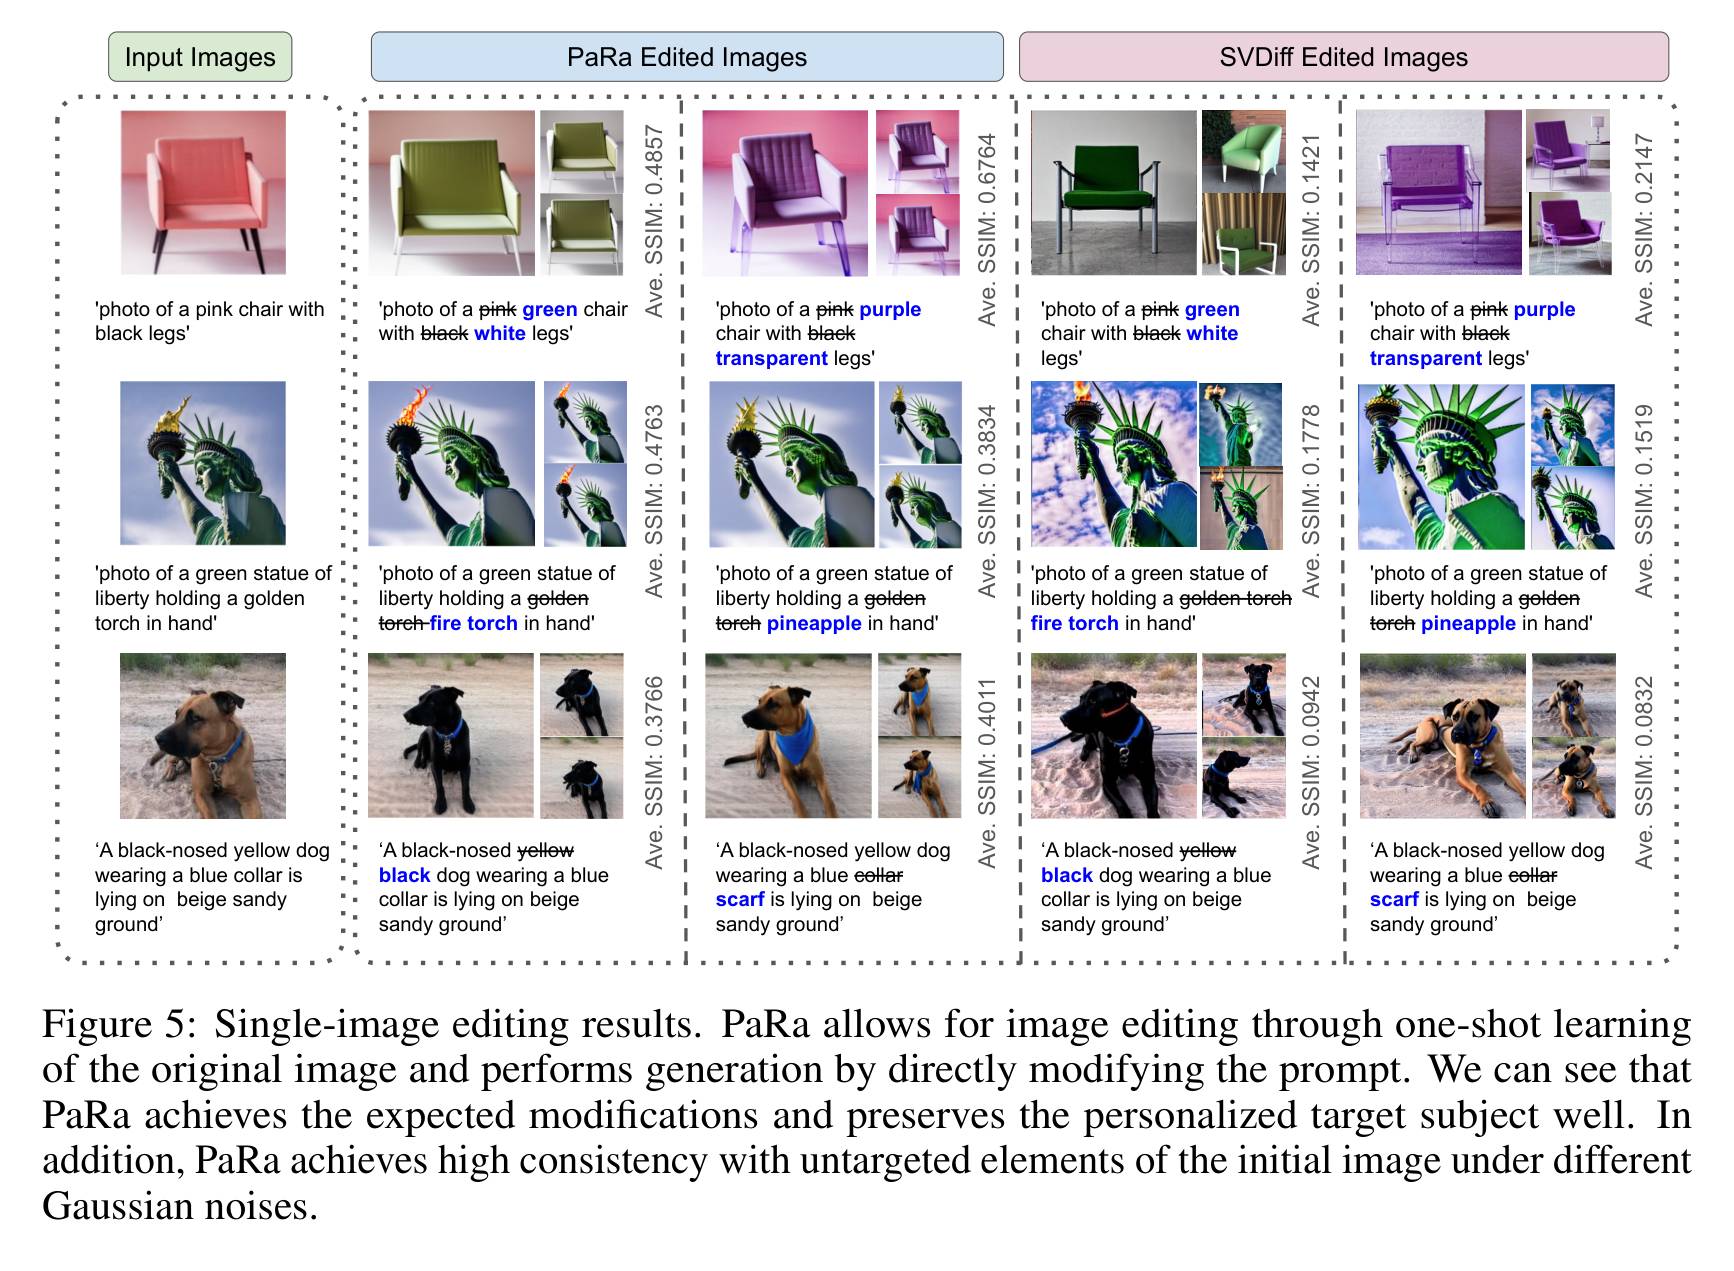 Input Images
PaRa Edited Images
SVDiff Edited Images
Ave. SSIM: 0.4857
Ave. SSIM: 0.6764
Ave. SSIM: 0.1421
Ave. SSIM: 0.2147
'photo of a pink chair with
black legs'
'photo of a pink green chair
with black white legs'
'photo of a pink purple
chair with black
transparent legs'
'photo of a pink green
chair with black white
legs'
'photo of a pink purple
chair with black
transparent legs'
Ave. SSIM: 0.4763
Ave. SSIM: 0.3834
Ave. SSIM: 0.1778
Ave. SSIM: 0.1519
'photo of a green statue of
liberty holding a golden
torch in hand'
'photo of a green statue of
liberty holding a golden
torch fire torch in hand'
'photo of a green statue of
liberty holding a golden
torch pineapple in hand'
'photo of a green statue of
liberty holding a golden torch
fire torch in hand'
'photo of a green statue of
liberty holding a golden
torch pineapple in hand'
Ave. SSIM: 0.3766
Ave. SSIM: 0.4011
Ave. SSIM: 0.0942
Ave. SSIM: 0.0832
‘A black-nosed yellow dog
wearing a blue collar is
lying on  beige sandy
ground’
‘A black-nosed yellow
black dog wearing a blue
collar is lying on beige
sandy ground’
‘A black-nosed yellow dog
wearing a blue collar
scarf is lying on  beige
sandy ground’
‘A black-nosed yellow
black dog wearing a blue
collar is lying on beige
sandy ground’
‘A black-nosed yellow dog
wearing a blue collar
scarf is lying on  beige
sandy ground’
Figure 5: Single-image editing results. PaRa allows for image editing through one-shot learning
of the original image and performs generation by directly modifying the prompt. We can see that
PaRa achieves the expected modifications and preserves the personalized target subject well. In
addition, PaRa achieves high consistency with untargeted elements of the initial image under different
Gaussian noises.